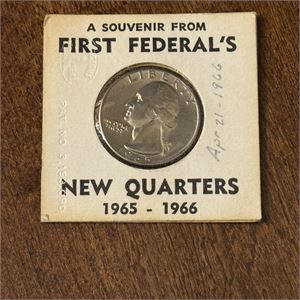 A SOUVENIR FROM
FIRST FEDERAL'S
LIBERTY
Apr 21-1966
NEW QUARTERS
1965 - 1966